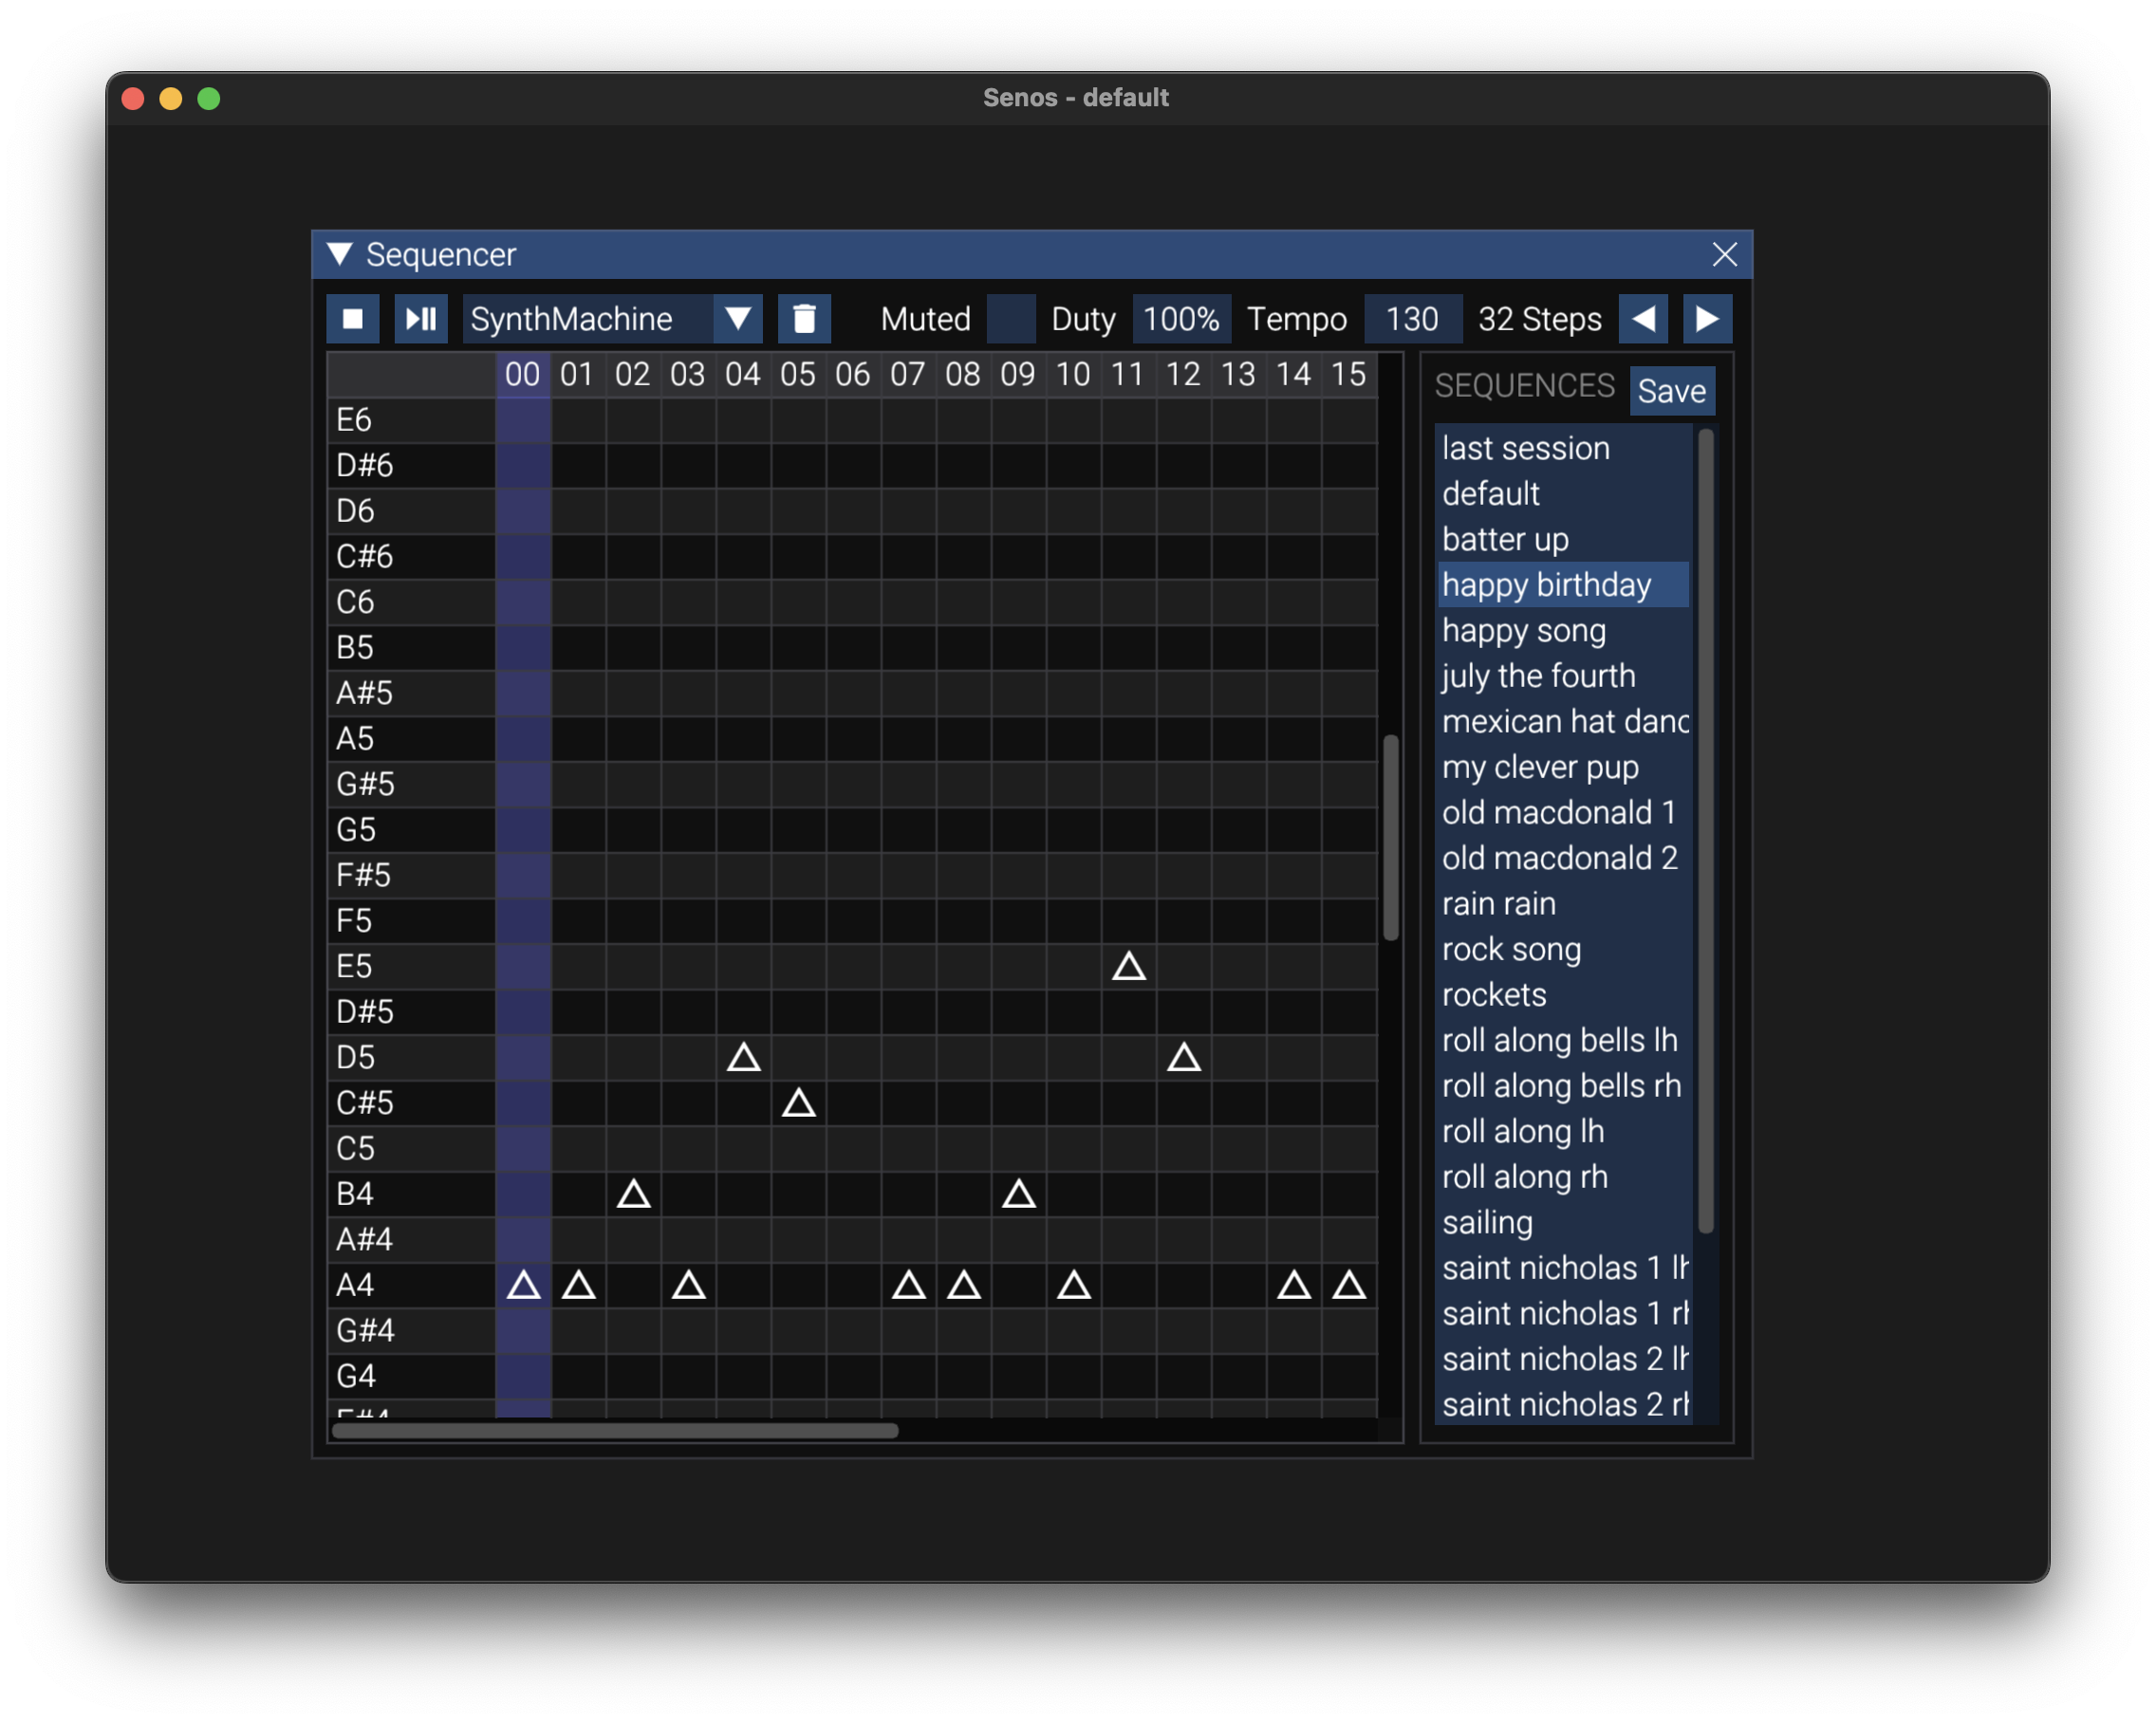 Senos - default
Sequencer
SynthMachine Muted Duty 100% Tempo 130 32 Steps
00 01 02 03 04 05 06 07 08 09 10 11 12 13 14 15
E6
D#6
D6
C#6
C6
B5
A#5
A5
G#5
G5
F#5
F5
E5
D#5
D5
C#5
C5
B4
A#4
A4
G#4
G4
F#4
SEQUENCES Save
last session
default
batter up
happy birthday
happy song
july the fourth
mexican hat danc
my clever pup
old macdonald 1
old macdonald 2
rain rain
rock song
rockets
roll along bells lh
roll along bells rh
roll along lh
roll along rh
sailing
saint nicholas 1 lh
saint nicholas 1 rh
saint nicholas 2 lh
saint nicholas 2 rh